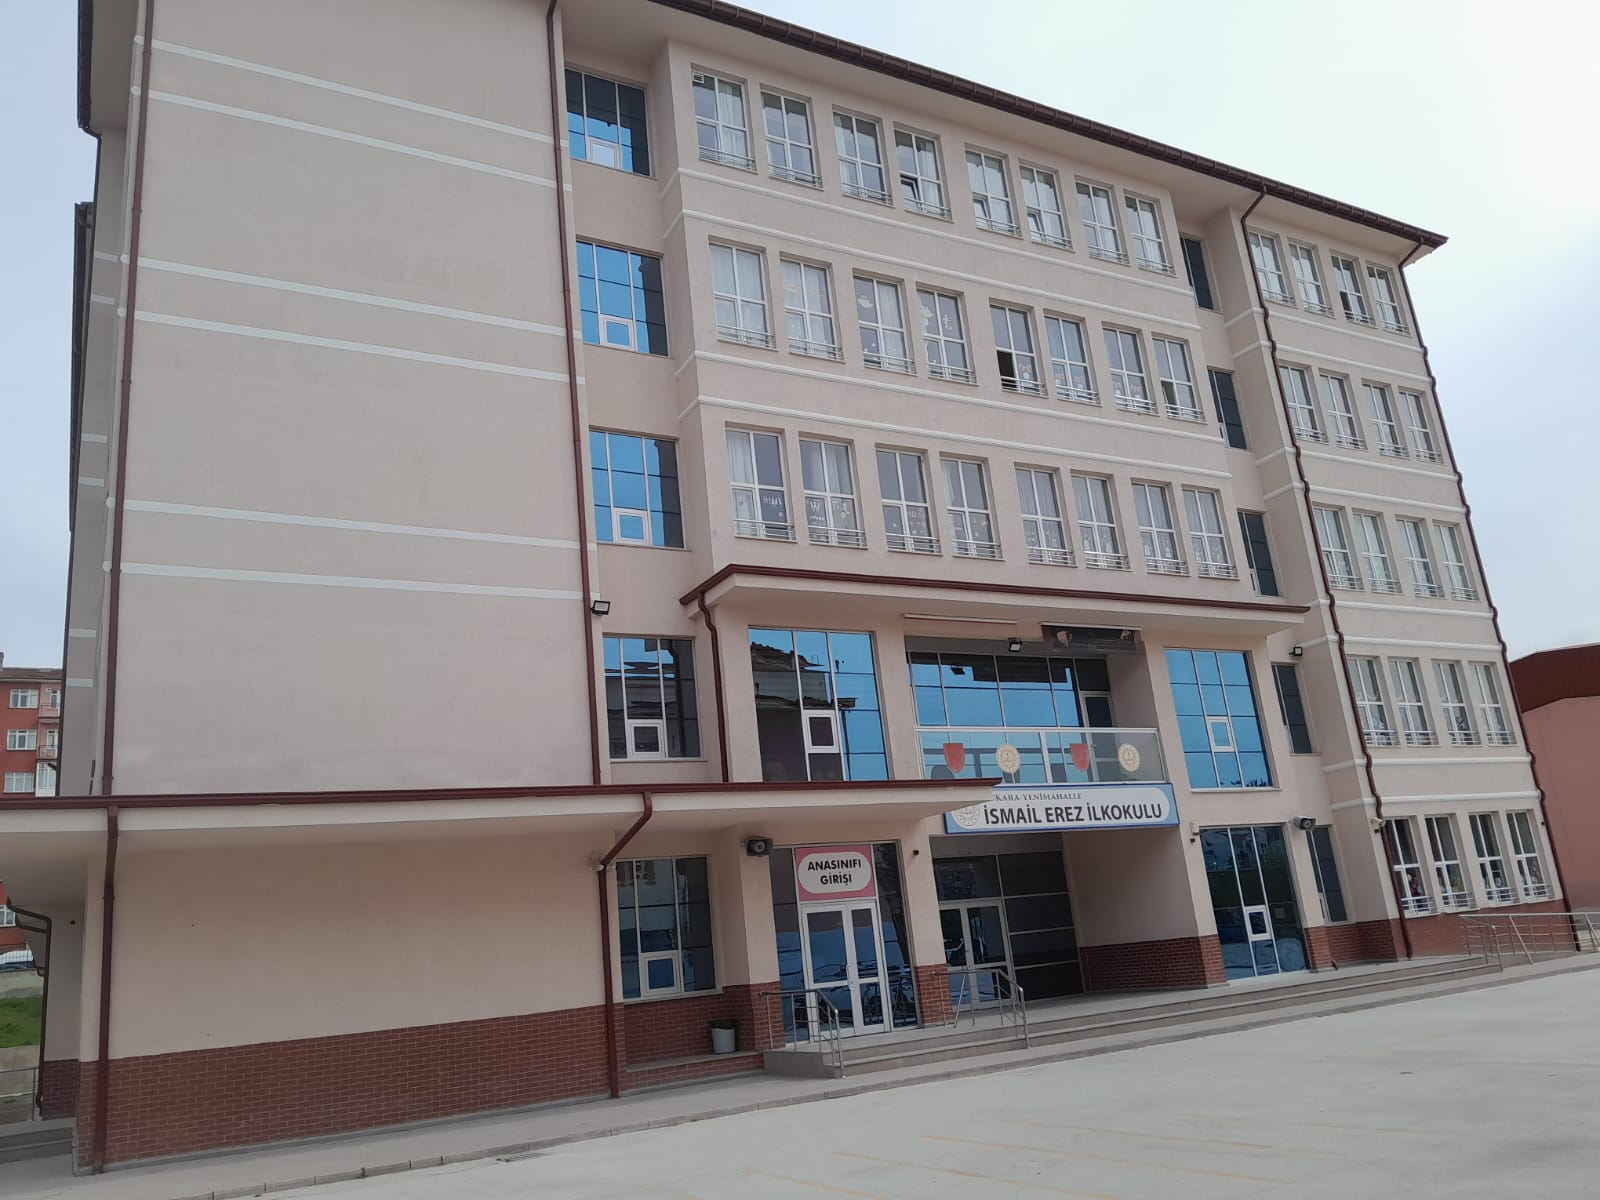 KARA-YENİMAHALLE
İSMAİL EREZ İLKOKULU
ANASINIFI
GİRİŞİ